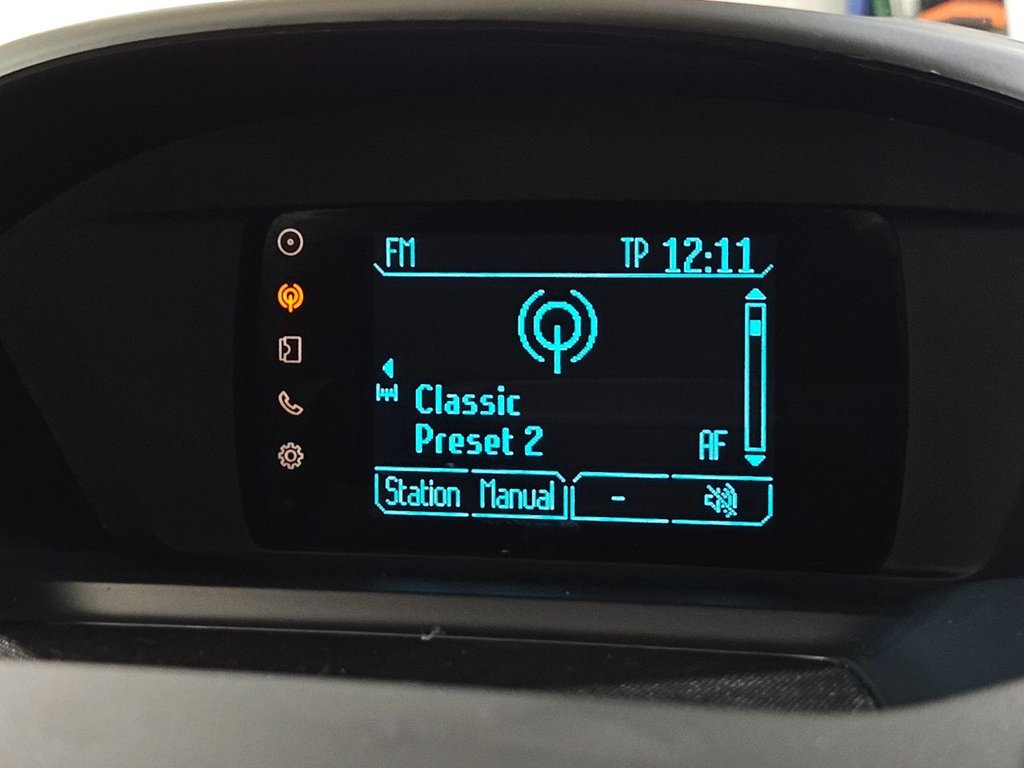 FM TP 12:11
Classic
Preset 2 AF
Station Manual -